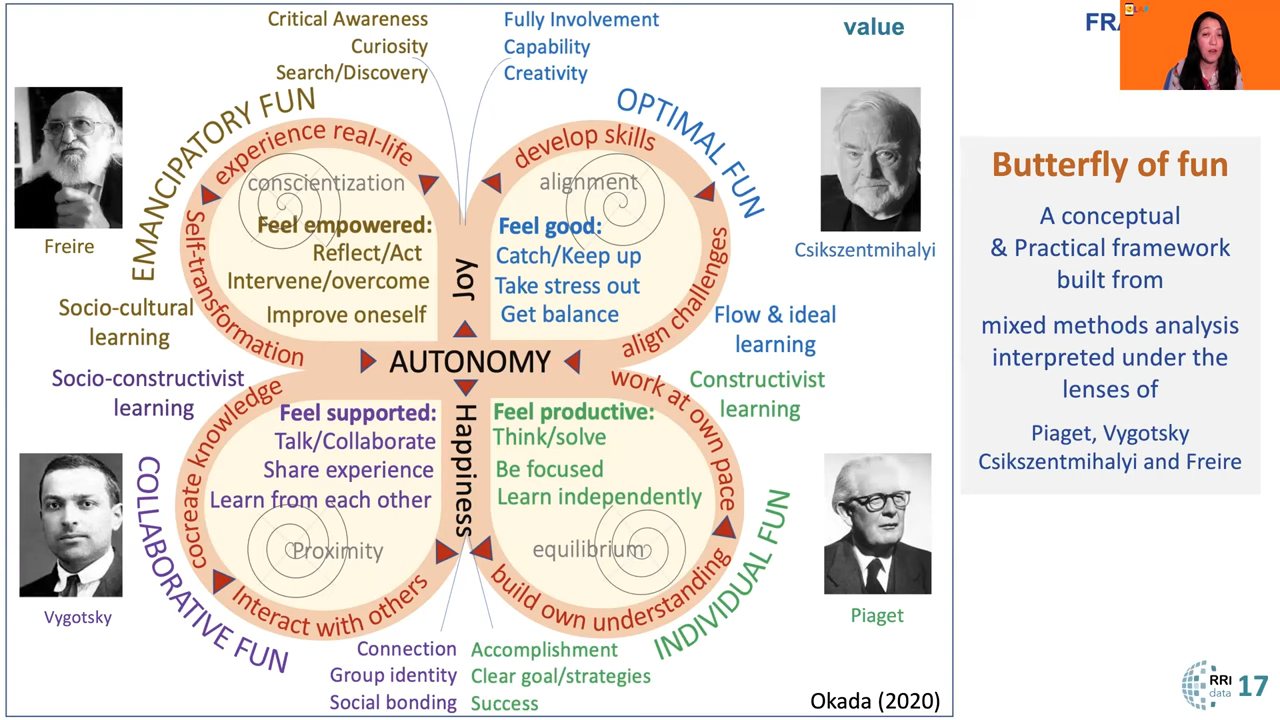 Critical Awareness
Curiosity
Search/Discovery
Fully Involvement
Capability
Creativity
value
FRA
EMANCIPATORY FUN
OPTIMAL FUN
experience real-life
develop skills
conscientization
alignment
Freire
Csikszentmihalyi
Self-transformation
align challenges
Feel empowered:
Reflect/Act
Intervene/overcome
Improve oneself
Joy
Feel good:
Catch/Keep up
Take stress out
Get balance
Socio-cultural
learning
Flow & ideal
learning
AUTONOMY
Socio-constructivist
learning
Constructivist
learning
cocreate knowledge
work at own pace
Feel supported:
Talk/Collaborate
Share experience
Learn from each other
Happiness
Feel productive:
Think/solve
Be focused
Learn independently
Proximity
equilibrium
Interact with others
build own understanding
COLLABORATIVE FUN
INDIVIDUAL FUN
Vygotsky
Piaget
Connection
Group identity
Social bonding
Accomplishment
Clear goal/strategies
Success
Okada (2020)
Butterfly of fun
A conceptual
& Practical framework
built from
mixed methods analysis
interpreted under the
lenses of
Piaget, Vygotsky
Csikszentmihalyi and Freire
RRI
data
17